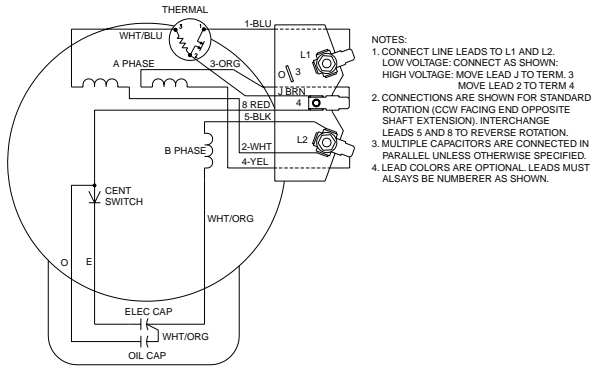 THERMAL
3
1
2
1-BLU
WHT/BLU
L1
A PHASE
3-ORG
O
3
J BRN
4
8 RED
5-BLK
L2
B PHASE
2-WHT
4-YEL
CENT
SWITCH
WHT/ORG
O
E
ELEC CAP
WHT/ORG
OIL CAP
NOTES:
1. CONNECT LINE LEADS TO L1 AND L2.
LOW VOLTAGE: CONNECT AS SHOWN:
HIGH VOLTAGE: MOVE LEAD J TO TERM. 3
MOVE LEAD 2 TO TERM 4
2. CONNECTIONS ARE SHOWN FOR STANDARD
ROTATION (CCW FACING END OPPOSITE
SHAFT EXTENSION). INTERCHANGE
LEADS 5 AND 8 TO REVERSE ROTATION.
3. MULTIPLE CAPACITORS ARE CONNECTED IN
PARALLEL UNLESS OTHERWISE SPECIFIED.
4. LEAD COLORS ARE OPTIONAL. LEADS MUST
ALSAYS BE NUMBERER AS SHOWN.